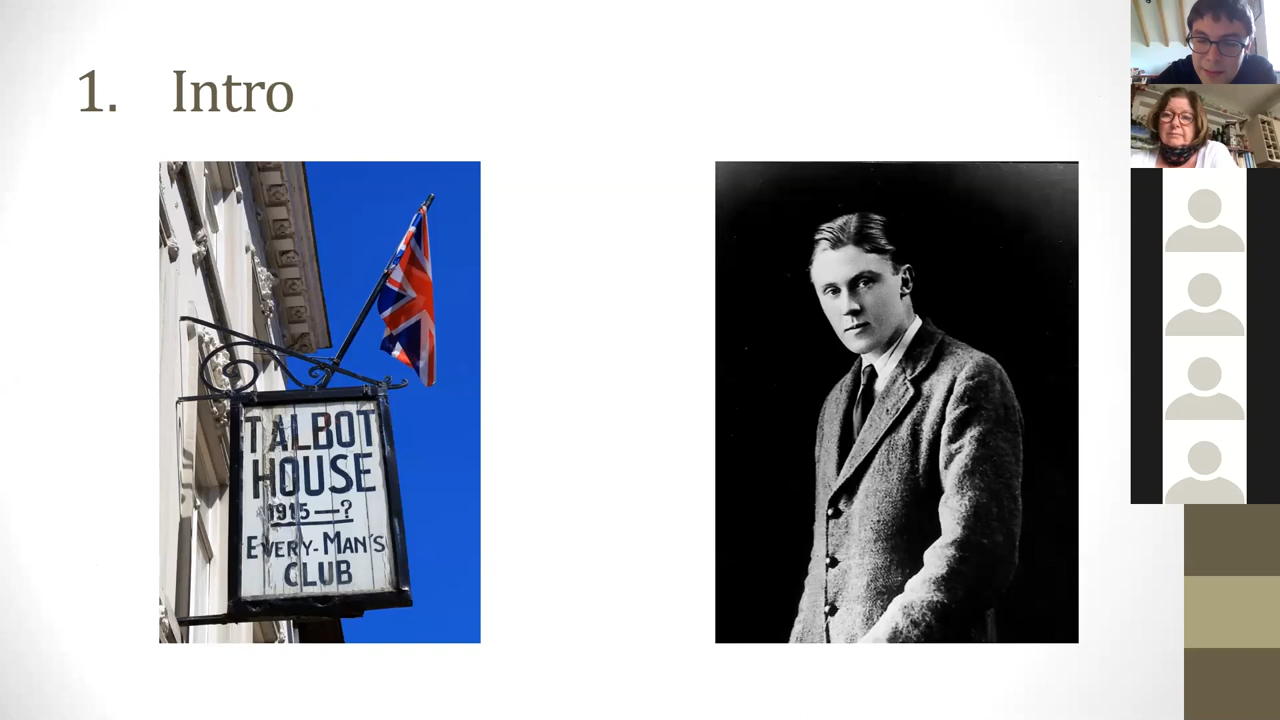 1. Intro
TALBOT
HOUSE
1915—?
EVERY-MAN'S
CLUB